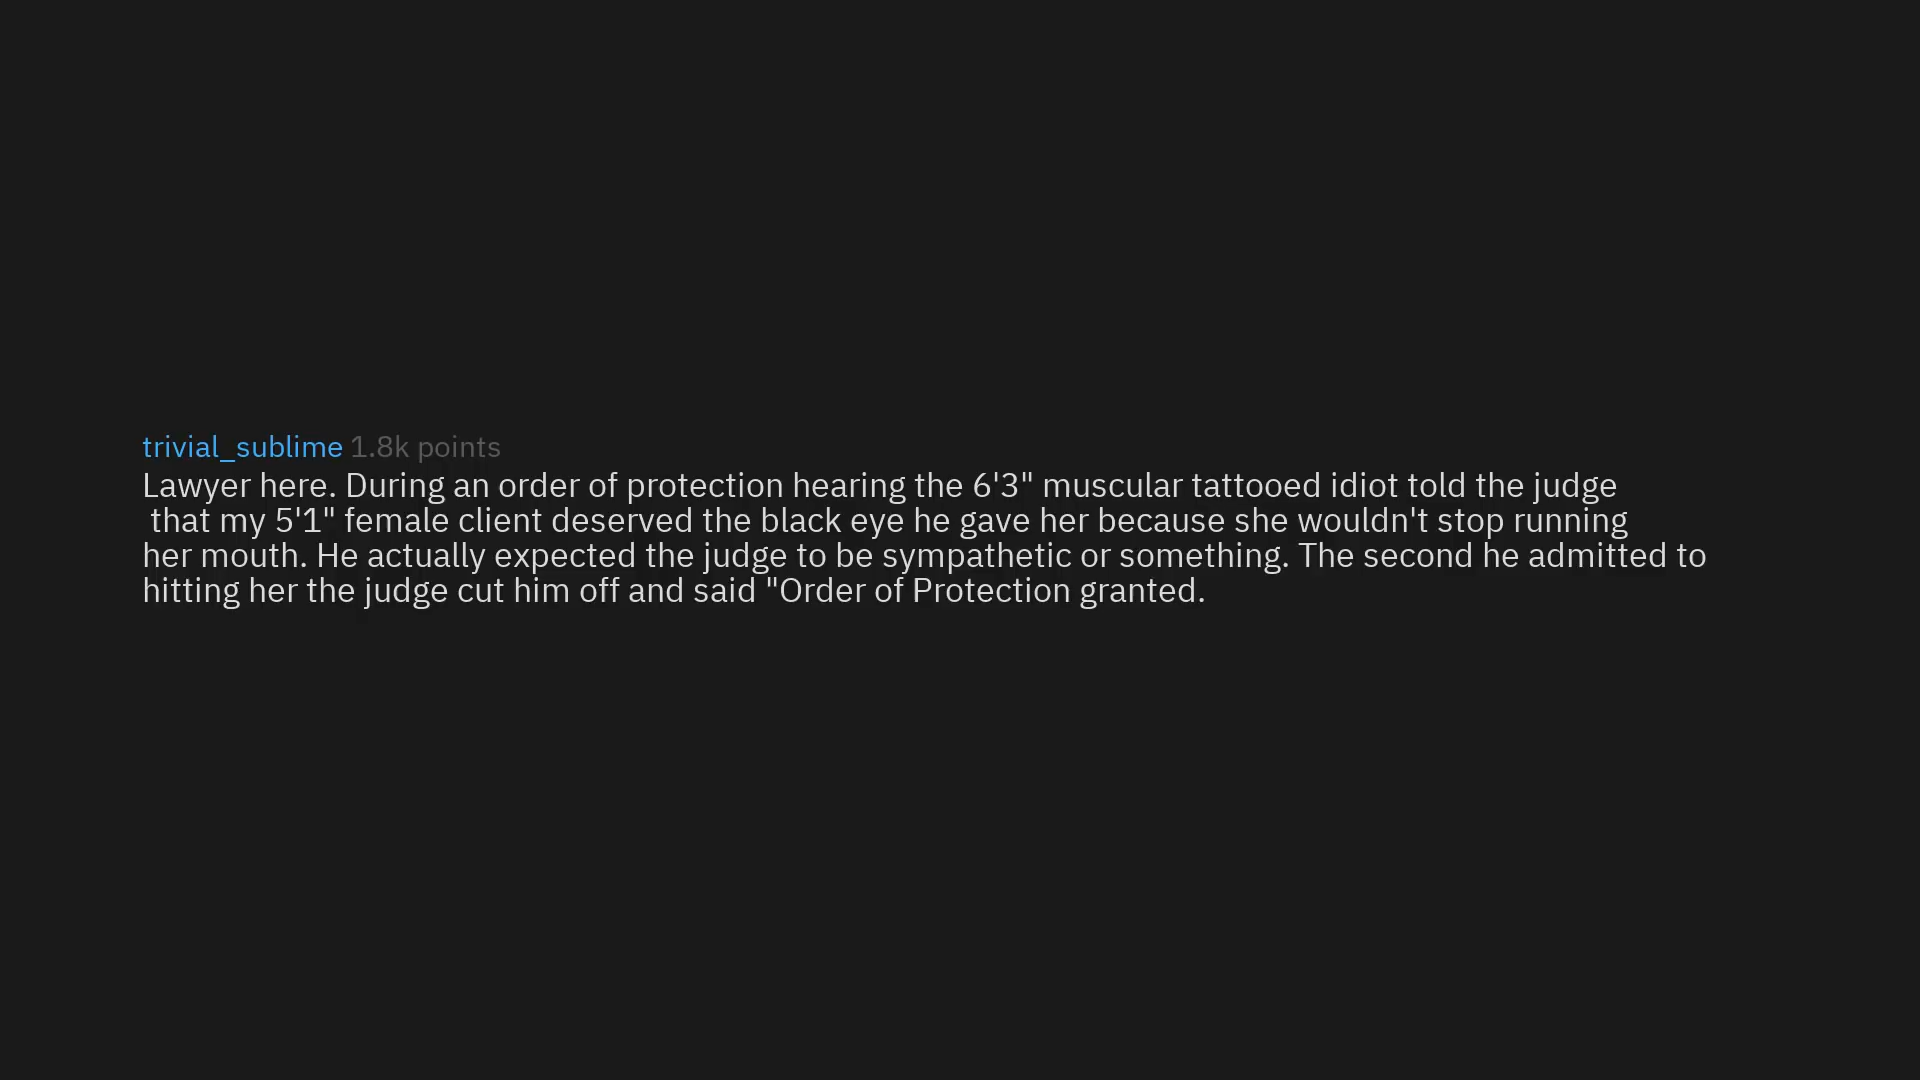 trivial_sublime 1.8k points
Lawyer here. During an order of protection hearing the 6'3" muscular tattooed idiot told the judge
that my 5'1" female client deserved the black eye he gave her because she wouldn't stop running
her mouth. He actually expected the judge to be sympathetic or something. The second he admitted to
hitting her the judge cut him off and said "Order of Protection granted.